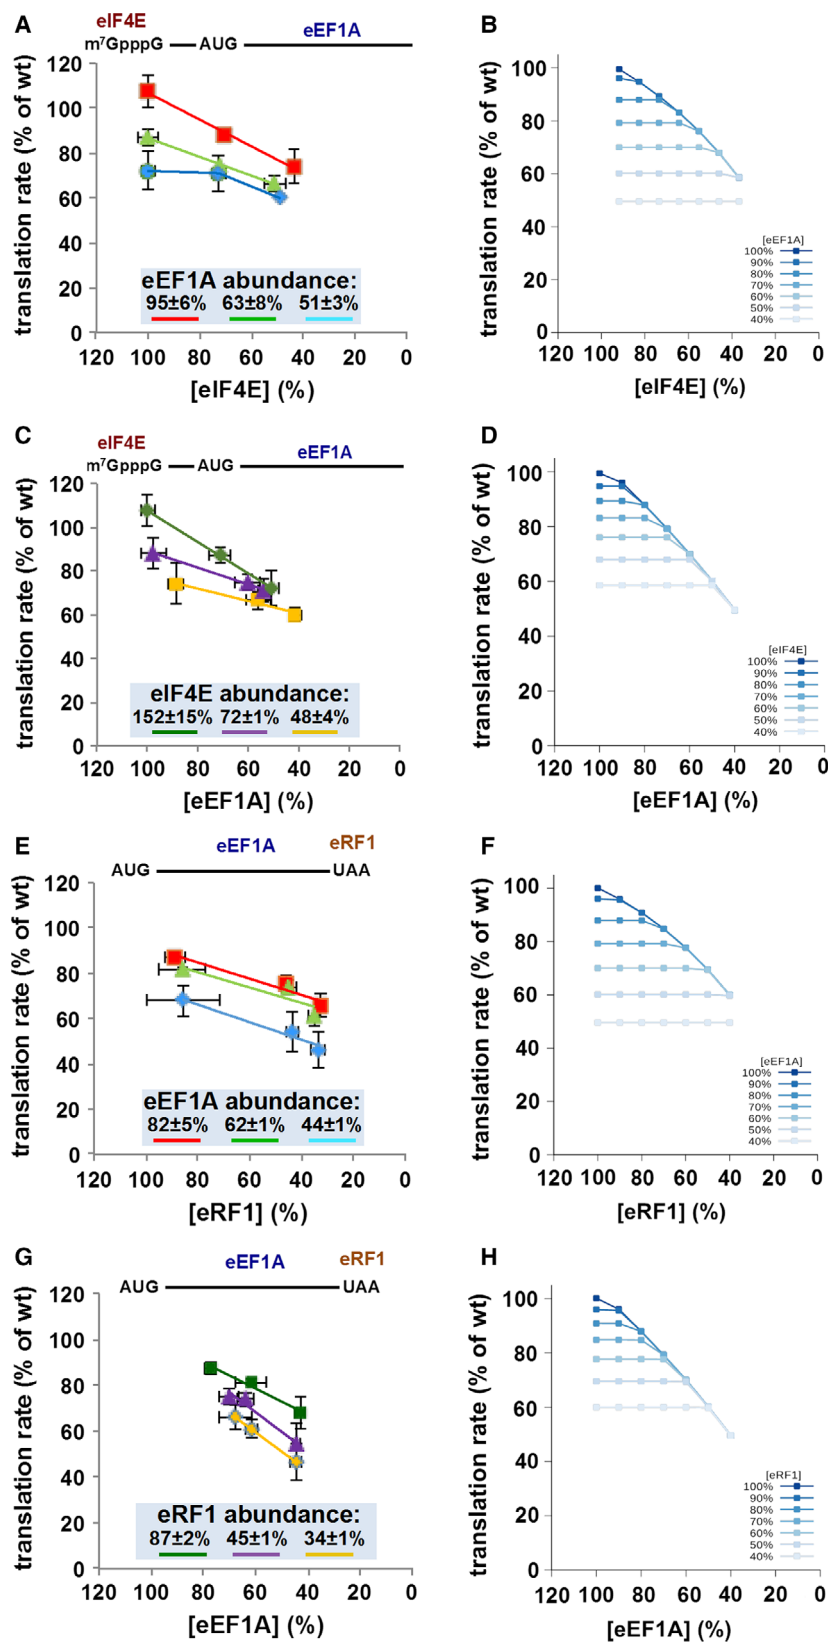 A
eIF4E
eEF1A
m⁷GpppG
AUG
translation rate (% of wt)
120
100
80
60
40
20
0
eEF1A abundance:
95±6% 63±8% 51±3%
120 100 80 60 40 20 0
[eIF4E] (%)
B
translation rate (% of wt)
100
80
60
40
20
0
[eEF1A]
100%
90%
80%
70%
60%
50%
40%
120 100 80 60 40 20 0
[eIF4E] (%)
C
eIF4E
eEF1A
m⁷GpppG
AUG
translation rate (% of wt)
120
100
80
60
40
20
0
eIF4E abundance:
152±15% 72±1% 48±4%
120 100 80 60 40 20 0
[eEF1A] (%)
D
translation rate (% of wt)
100
80
60
40
20
0
[eIF4E]
100%
90%
80%
70%
60%
50%
40%
120 100 80 60 40 20 0
[eEF1A] (%)
E
eEF1A
eRF1
AUG
UAA
translation rate (% of wt)
120
100
80
60
40
20
0
eEF1A abundance:
82±5% 62±1% 44±1%
120 100 80 60 40 20 0
[eRF1] (%)
F
translation rate (% of wt)
100
80
60
40
20
0
[eEF1A]
100%
90%
80%
70%
60%
50%
40%
120 100 80 60 40 20 0
[eRF1] (%)
G
eEF1A
eRF1
AUG
UAA
translation rate (% of wt)
120
100
80
60
40
20
0
eRF1 abundance:
87±2% 45±1% 34±1%
120 100 80 60 40 20 0
[eEF1A] (%)
H
translation rate (% of wt)
100
80
60
40
20
0
[eRF1]
100%
90%
80%
70%
60%
50%
40%
120 100 80 60 40 20 0
[eEF1A] (%)